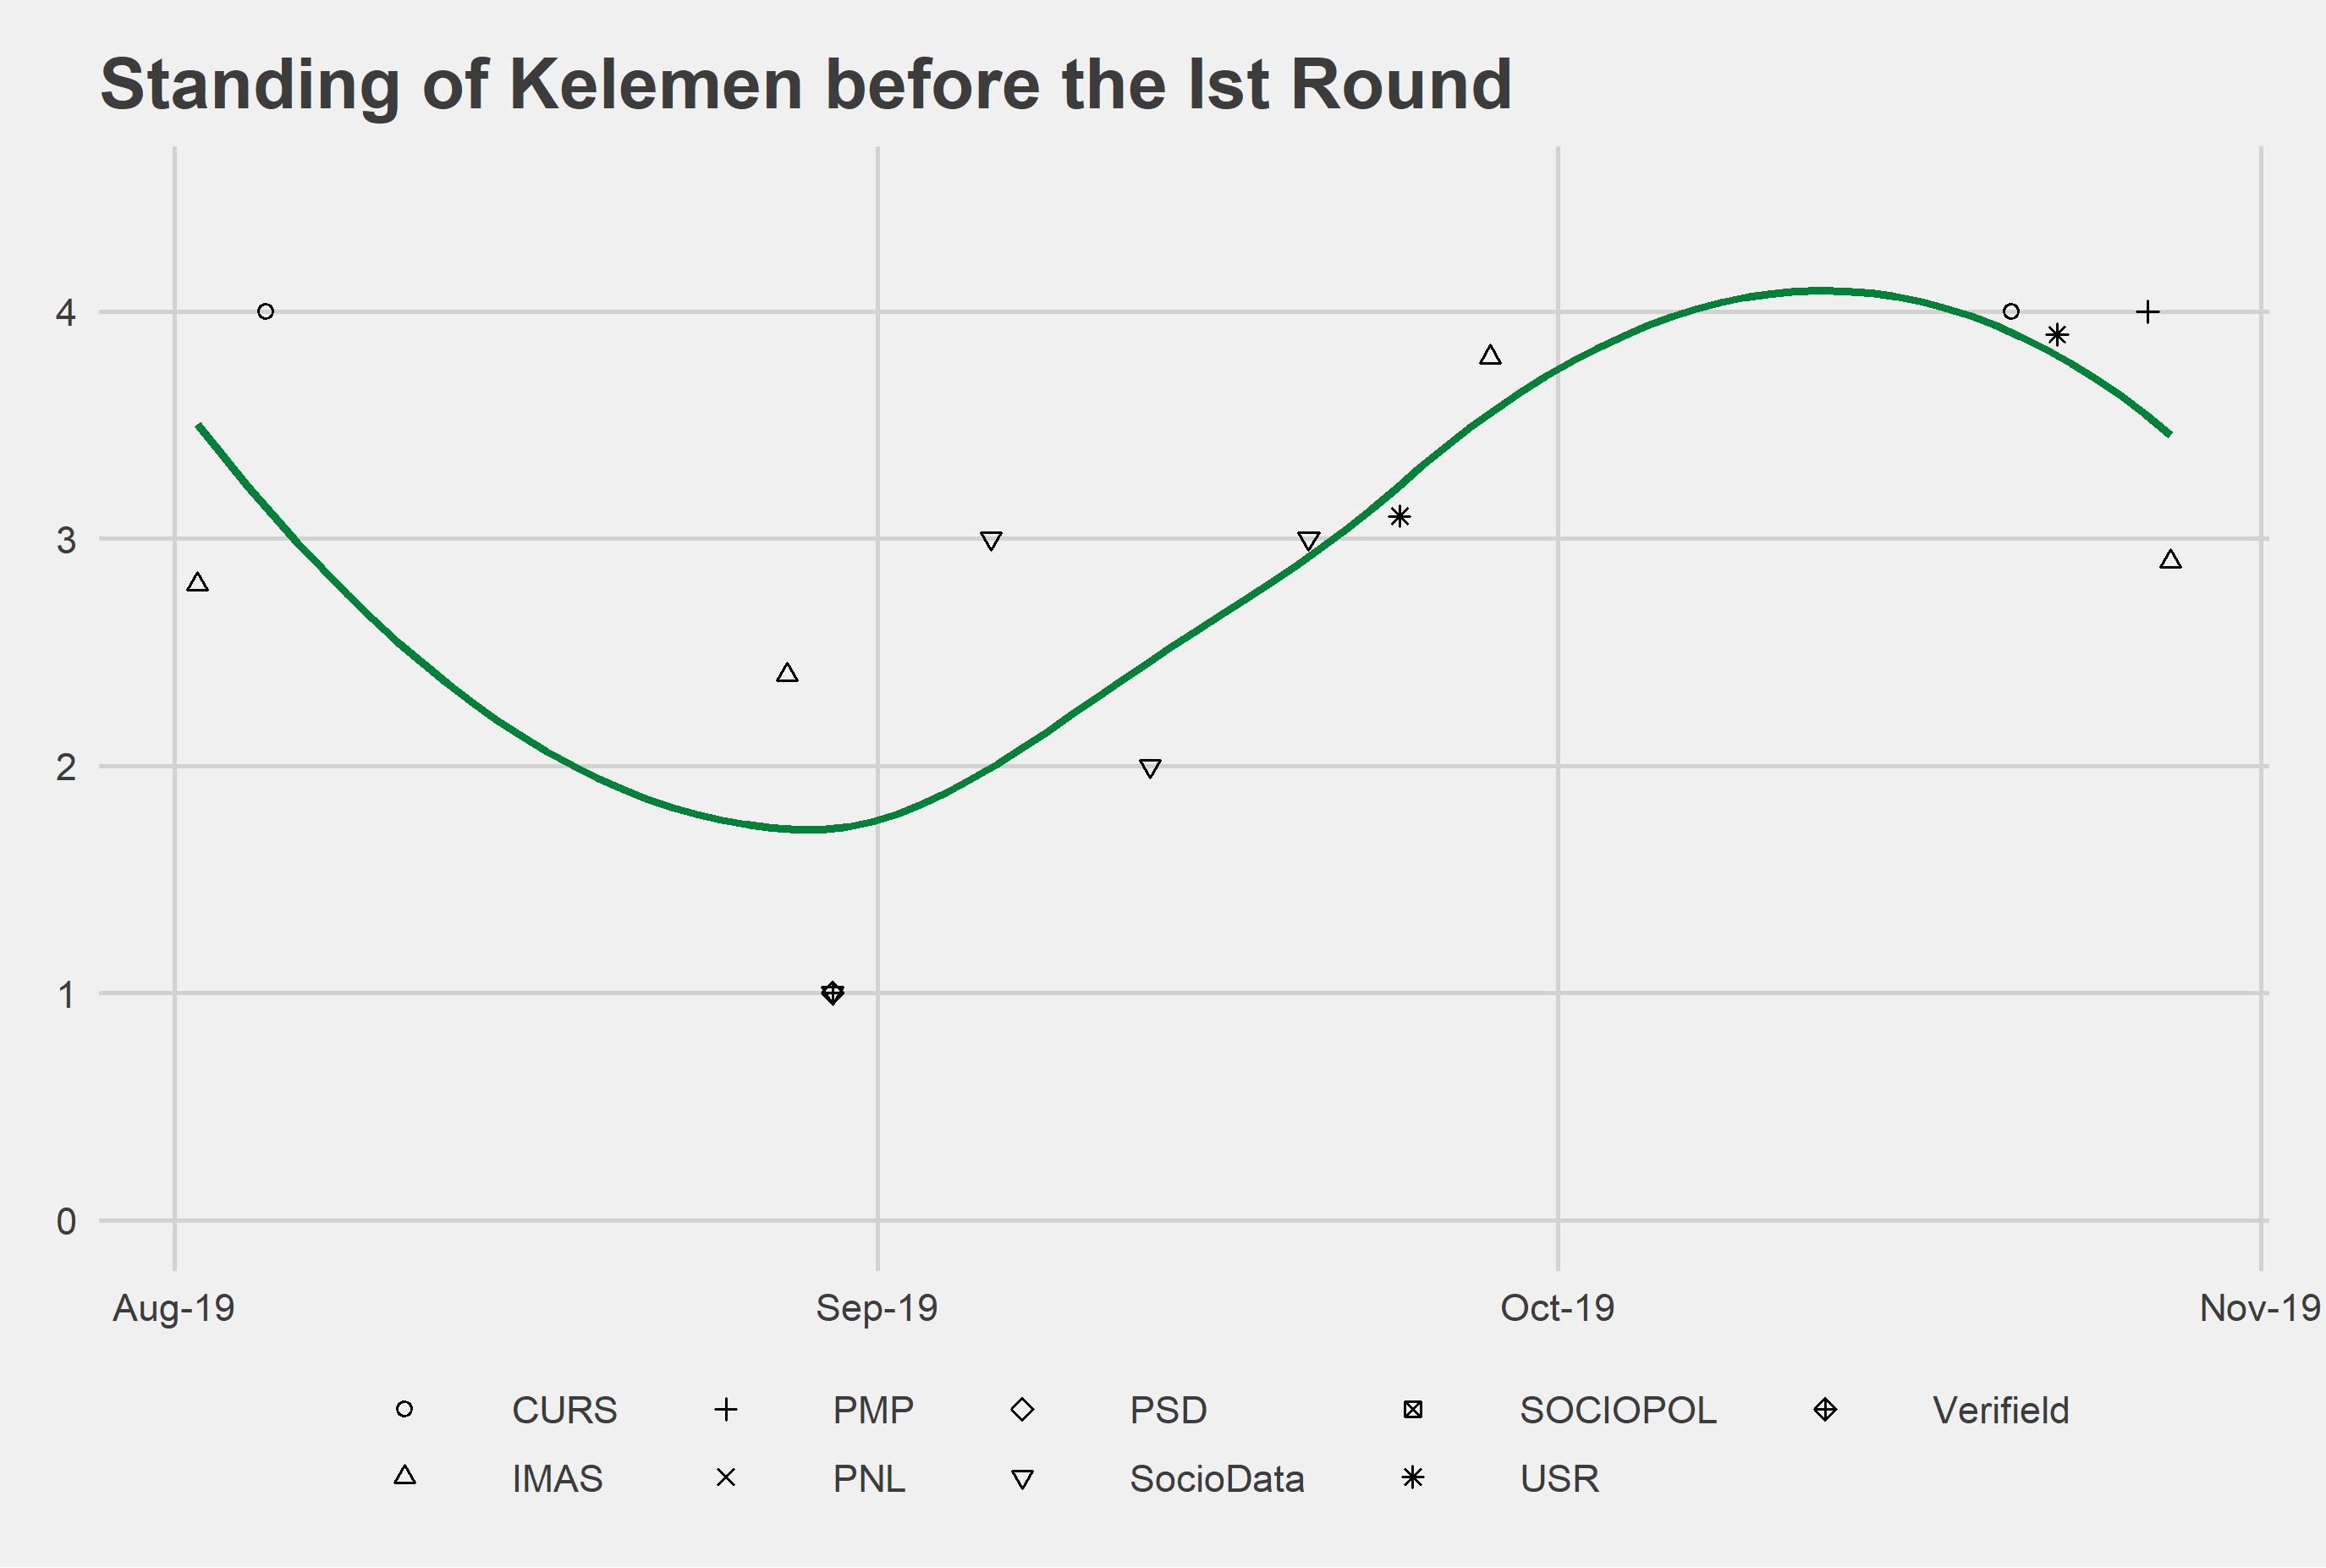 Standing of Kelemen before the Ist Round
4
3
2
1
0
Aug-19 Sep-19 Oct-19 Nov-19
CURS PMP PSD SOCIOPOL Verifield
IMAS PNL SocioData USR